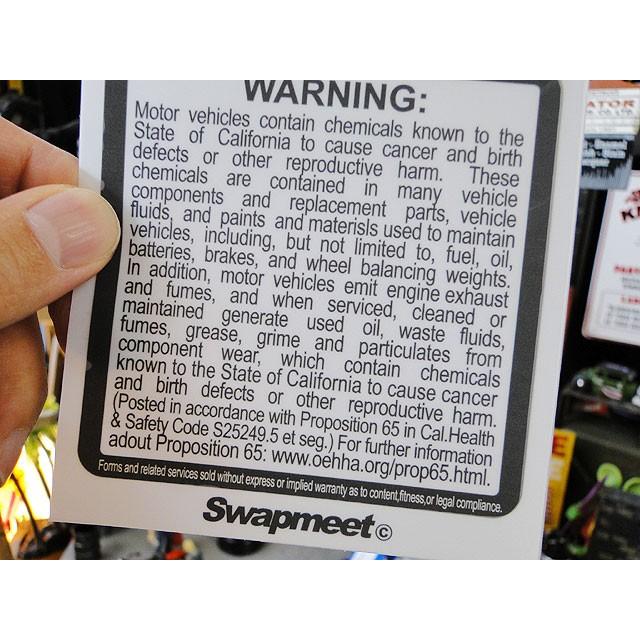 WARNING:
Motor vehicles contain chemicals known to the
State of California to cause cancer and birth
defects or other reproductive harm. These
chemicals are contained in many vehicle
components and replacement parts, vehicle
fluids, and paints and materisls used to maintain
vehicles, including, but not limited to, fuel, oil,
batteries, brakes, and wheel balancing weights.
In addition, motor vehicles emit engine exhaust
and fumes, and when serviced, cleaned or
maintained generate used oil, waste fluids,
fumes, grease, grime and particulates from
component wear, which contain chemicals
known to the State of California to cause cancer
and birth defects or other reproductive harm.
(Posted in accordance with Proposition 65 in Cal.Health
& Safety Code S25249.5 et seg.) For further information
adout Proposition 65: www.oehha.org/prop65.html.
Forms and related services sold without express or implied warranty as to content,fitness,or legal compliance.
Swapmeet©
ATOR